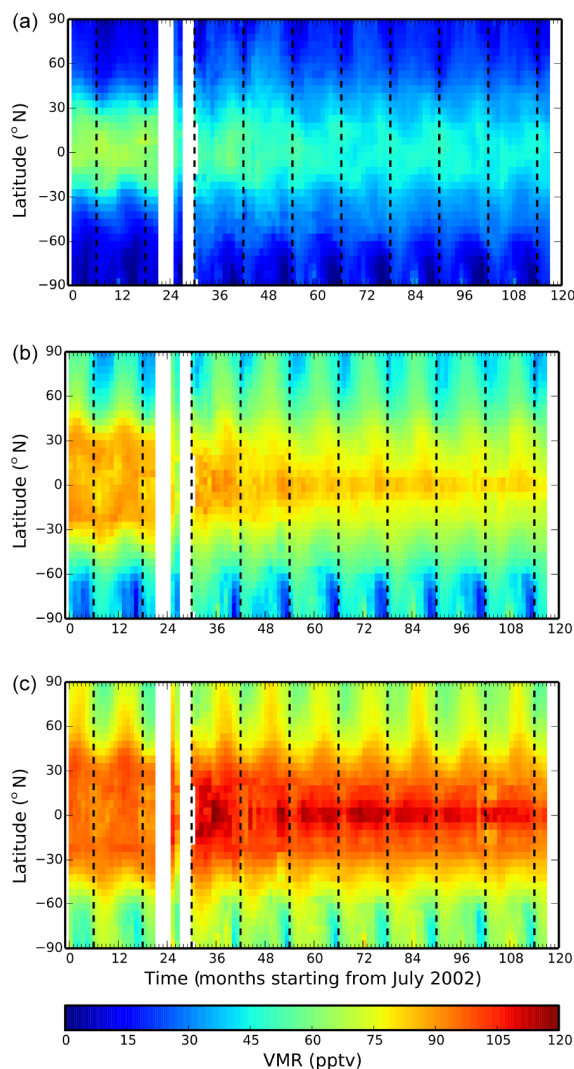 (a)
90
60
30
0
−30
−60
−90
Latitude (° N)
0 12 24 36 48 60 72 84 96 108 120
(b)
90
60
30
0
−30
−60
−90
Latitude (° N)
0 12 24 36 48 60 72 84 96 108 120
(c)
90
60
30
0
−30
−60
−90
Latitude (° N)
0 12 24 36 48 60 72 84 96 108 120
Time (months starting from July 2002)
0 15 30 45 60 75 90 105 120
VMR (pptv)